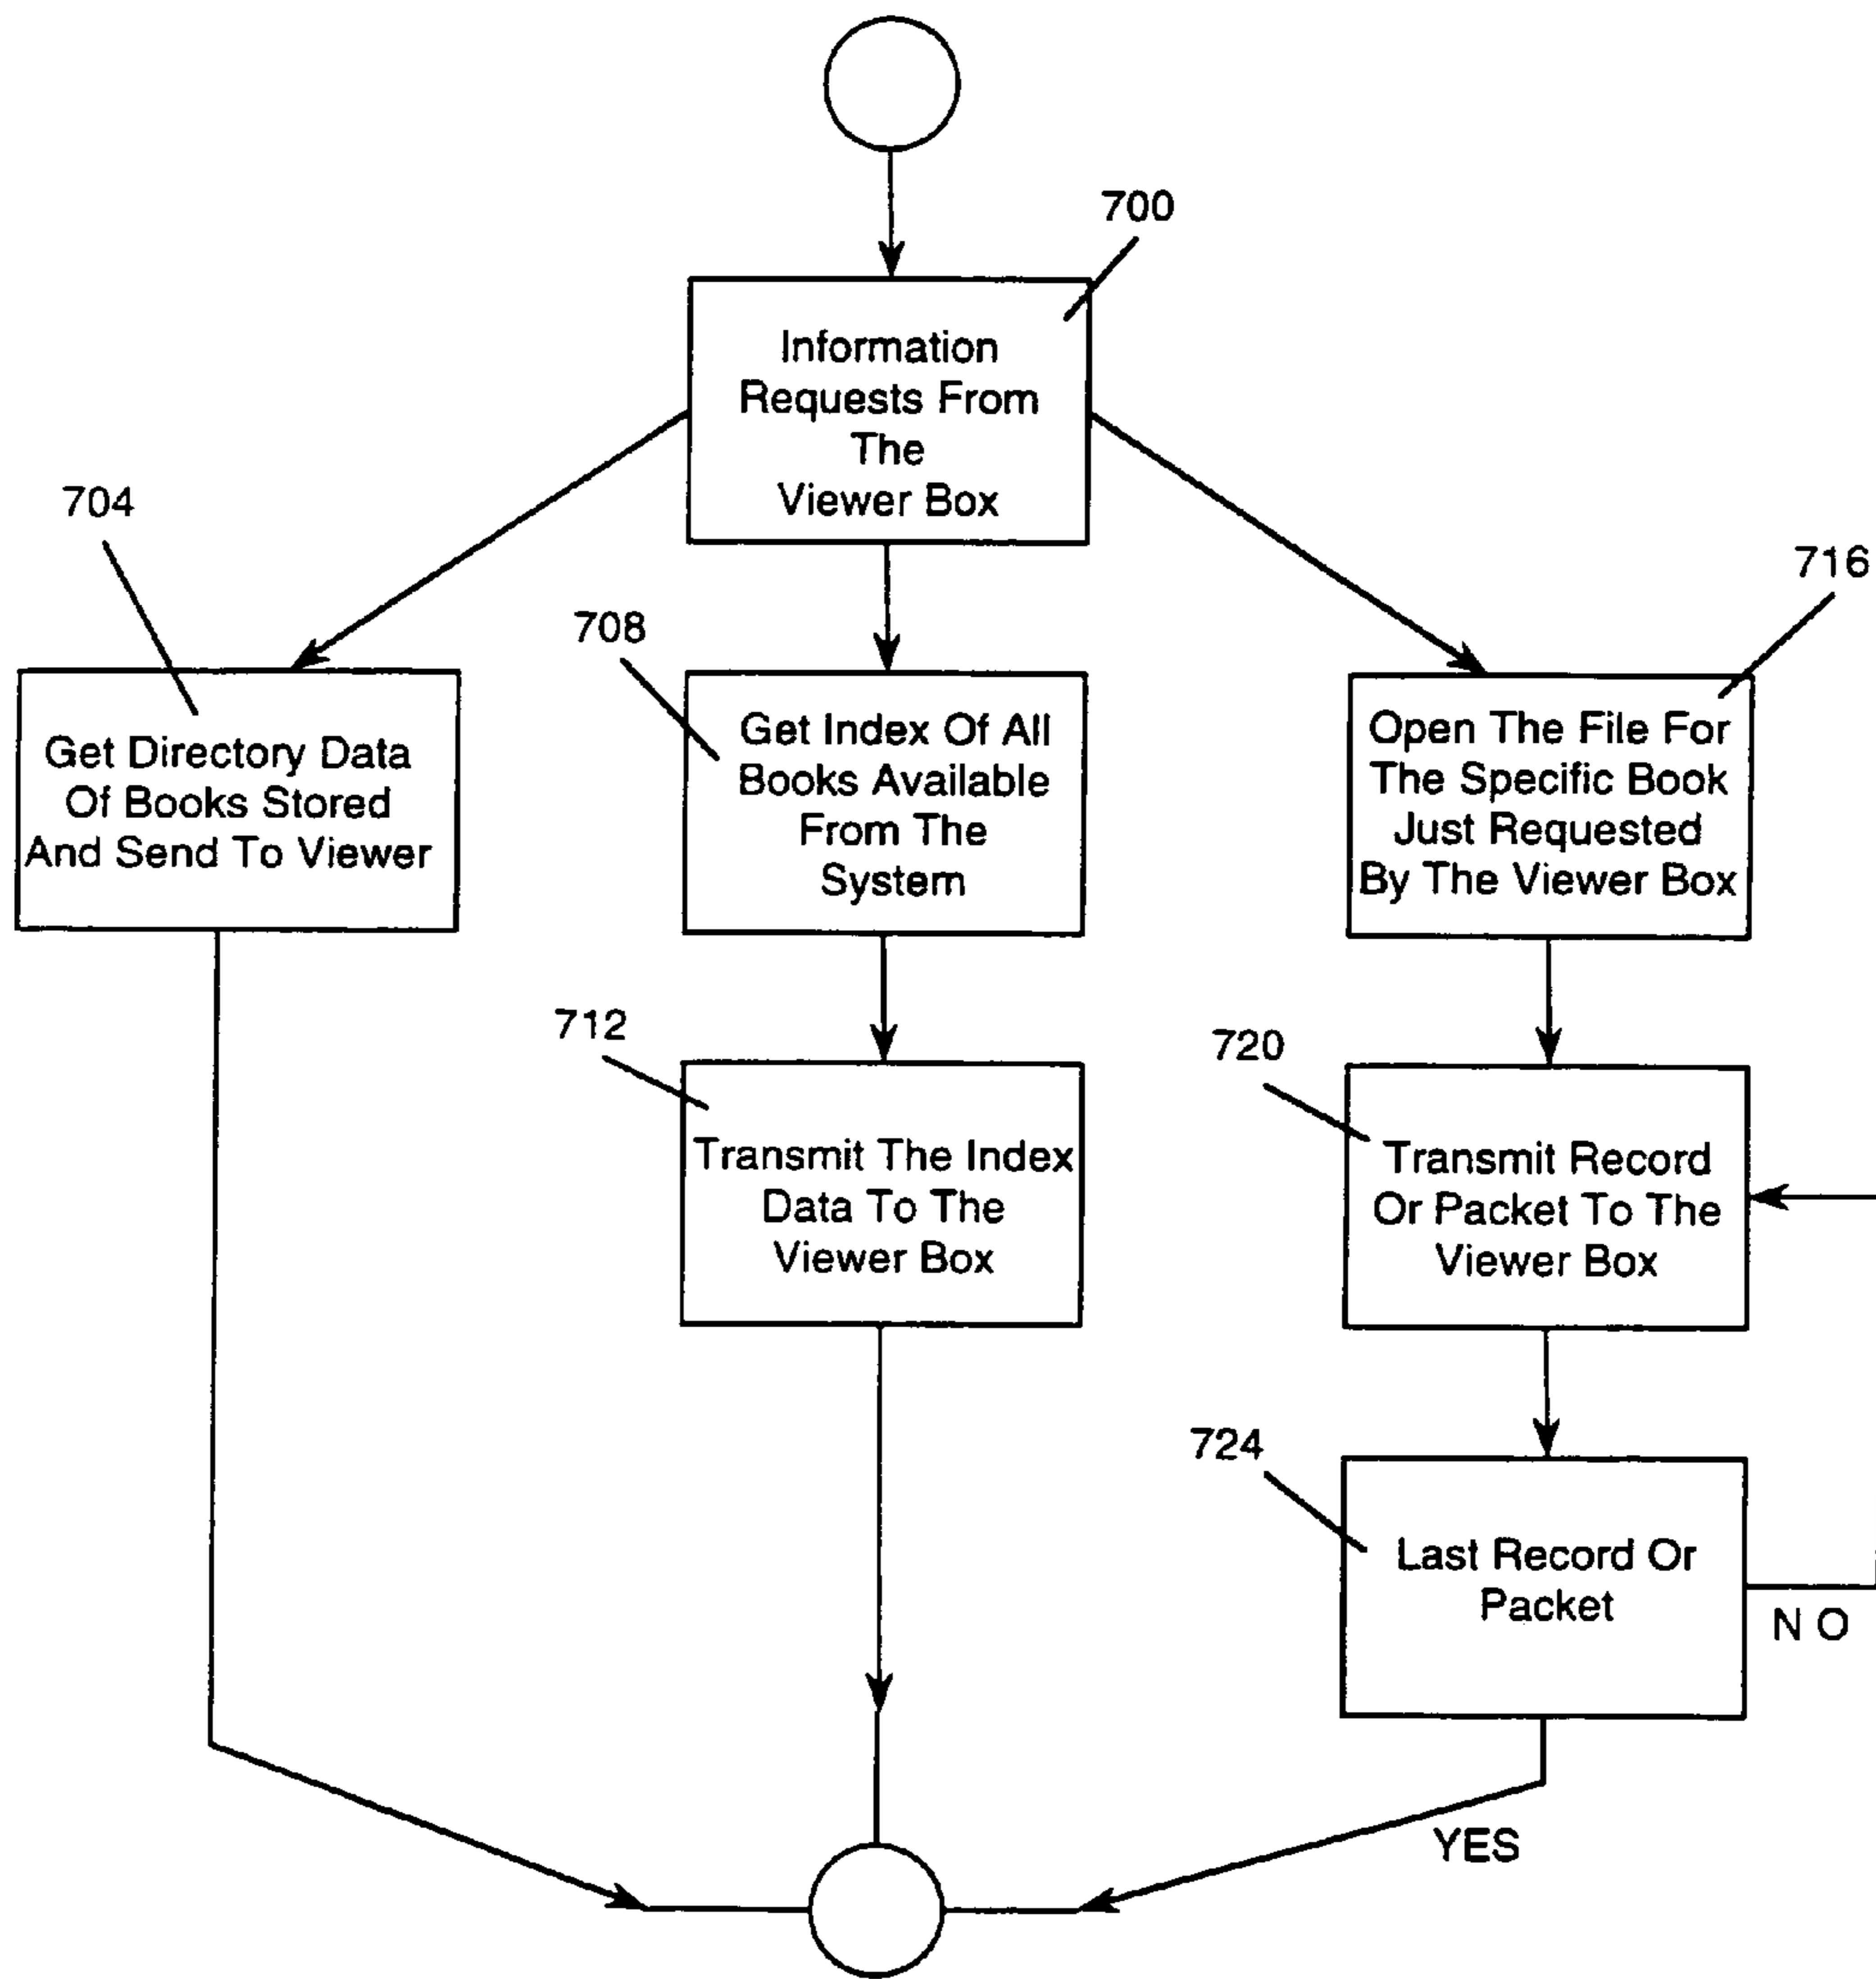 700
Information
Requests From
The
Viewer Box
704
Get Directory Data
Of Books Stored
And Send To Viewer
708
Get Index Of All
Books Available
From The
System
716
Open The File For
The Specific Book
Just Requested
By The Viewer Box
712
Transmit The Index
Data To The
Viewer Box
720
Transmit Record
Or Packet To The
Viewer Box
724
Last Record Or
Packet
N O
YES